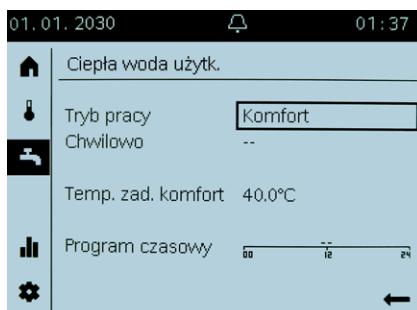 01.01.2030 01:37
Ciepła woda użytk.
Tryb pracy Komfort
Chwilowo --
Temp. zad. komfort 40.0°C
Program czasowy --
00 12 24